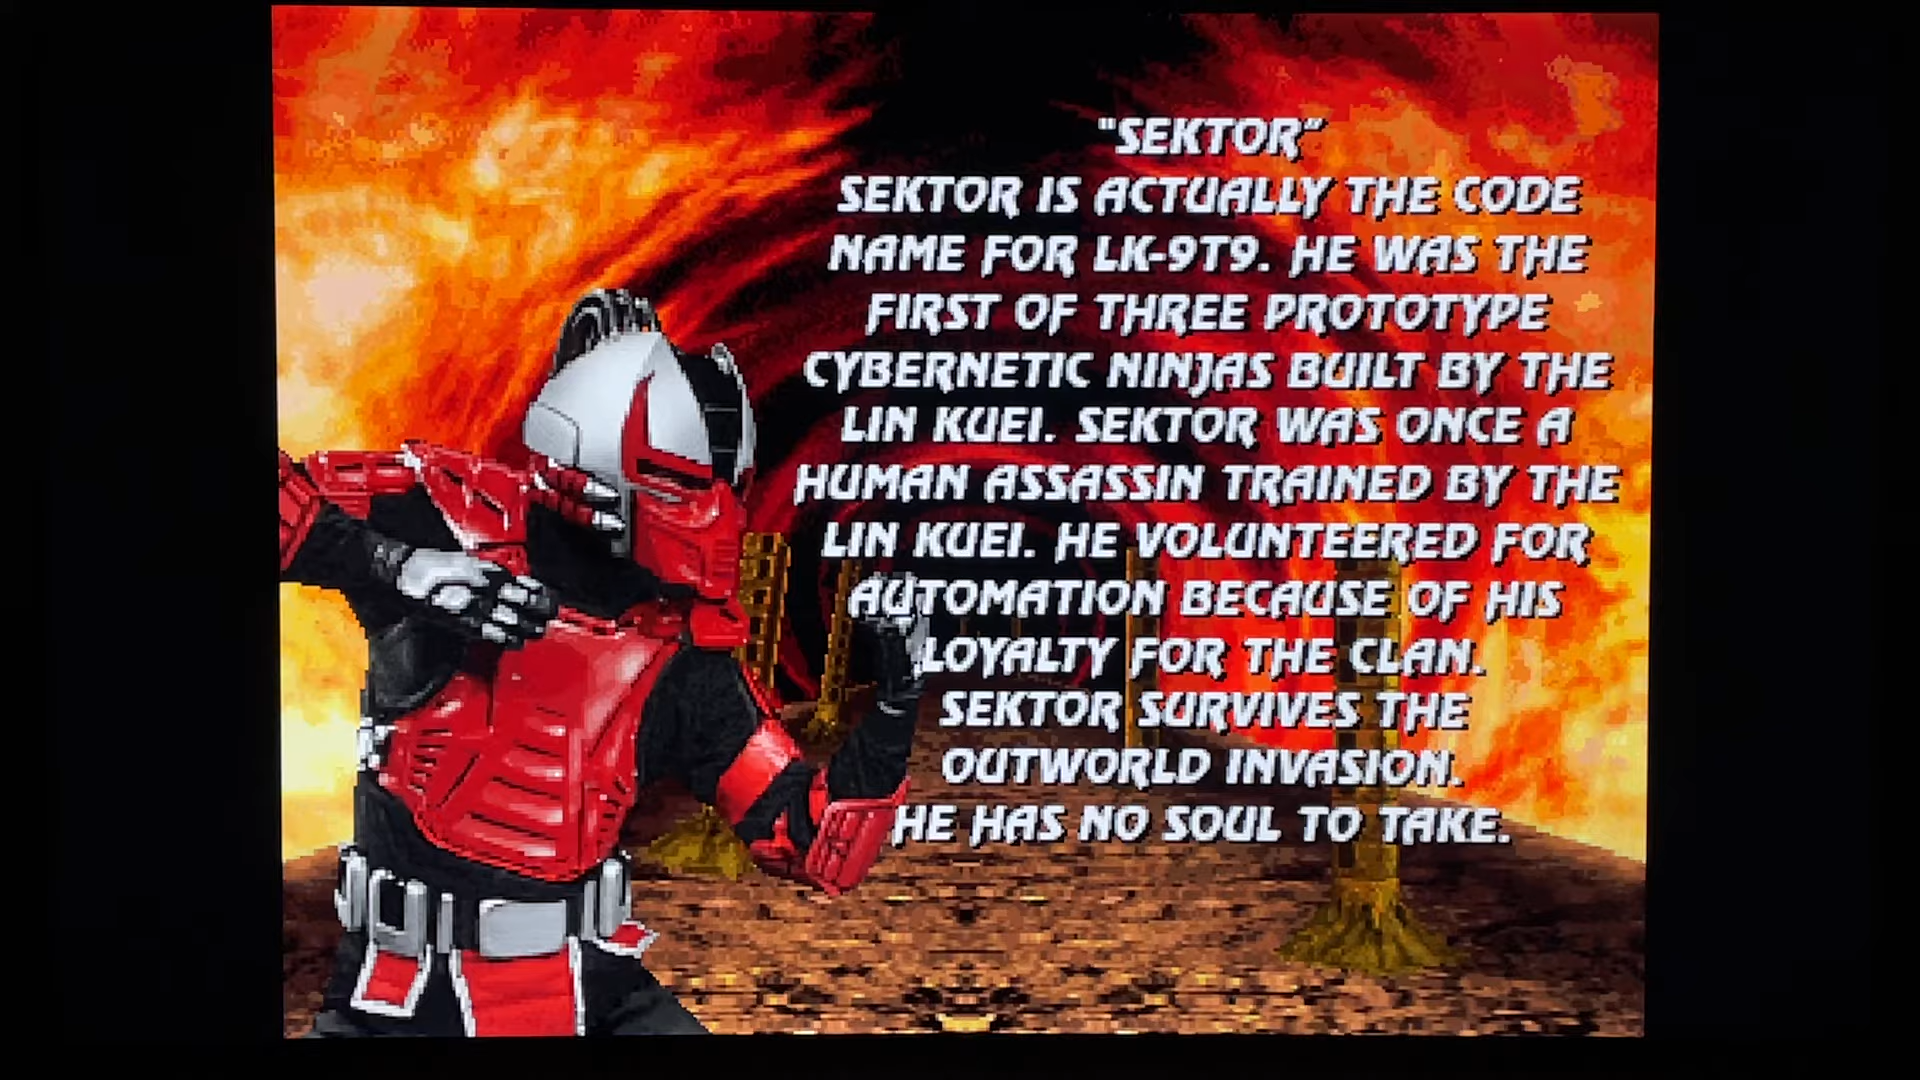 "SEKTOR"
SEKTOR IS ACTUALLY THE CODE
NAME FOR LK-9T9. HE WAS THE
FIRST OF THREE PROTOTYPE
CYBERNETIC NINJAS BUILT BY THE
LIN KUEI. SEKTOR WAS ONCE A
HUMAN ASSASSIN TRAINED BY THE
LIN KUEI. HE VOLUNTEERED FOR
AUTOMATION BECAUSE OF HIS
LOYALTY FOR THE CLAN.
SEKTOR SURVIVES THE
OUTWORLD INVASION.
HE HAS NO SOUL TO TAKE.